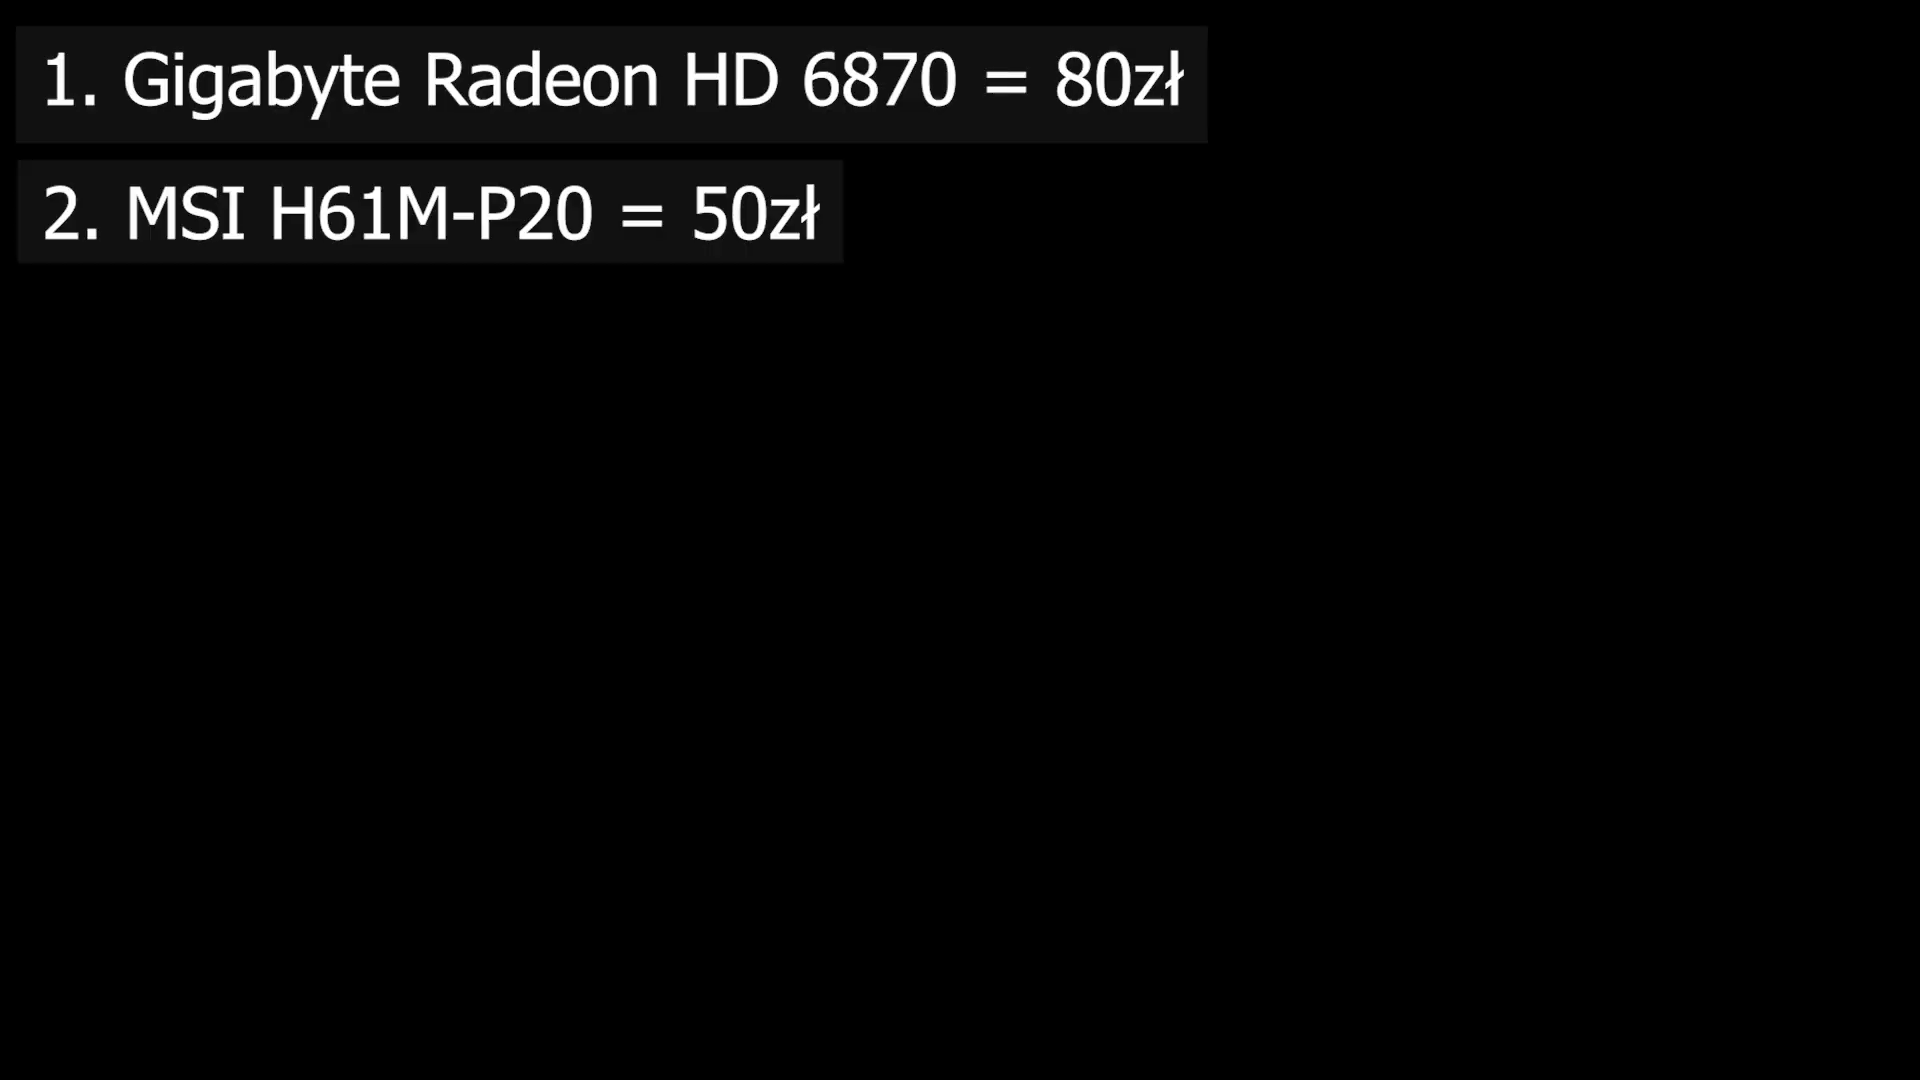 1. Gigabyte Radeon HD 6870 = 80zł
2. MSI H61M-P20 = 50zł